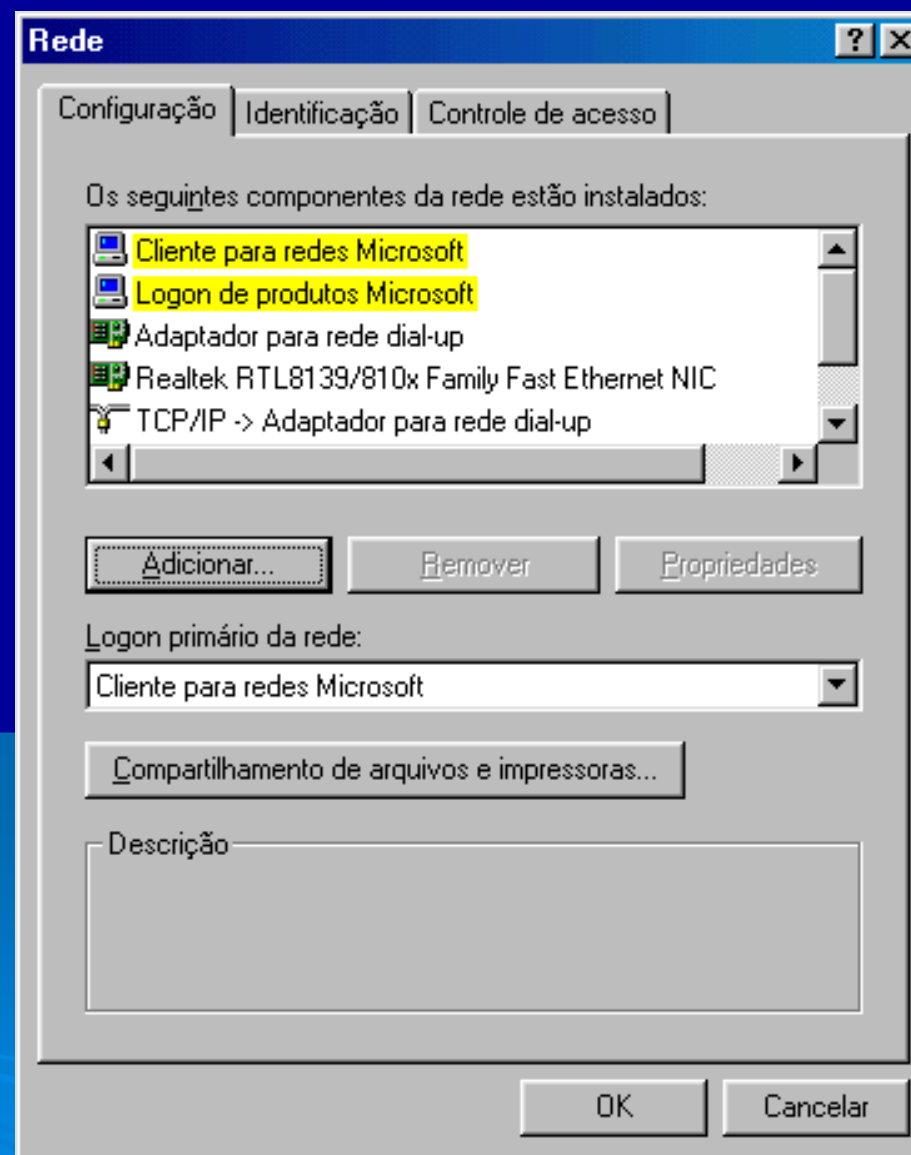 Rede
Configuração Identificação Controle de acesso
Os seguintes componentes da rede estão instalados:
Cliente para redes Microsoft
Logon de produtos Microsoft
Adaptador para rede dial-up
Realtek RTL8139/810x Family Fast Ethernet NIC
TCP/IP -> Adaptador para rede dial-up
Adicionar... Remover Propriedades
Logon primário da rede:
Cliente para redes Microsoft
Compartilhamento de arquivos e impressoras...
Descrição
OK Cancelar